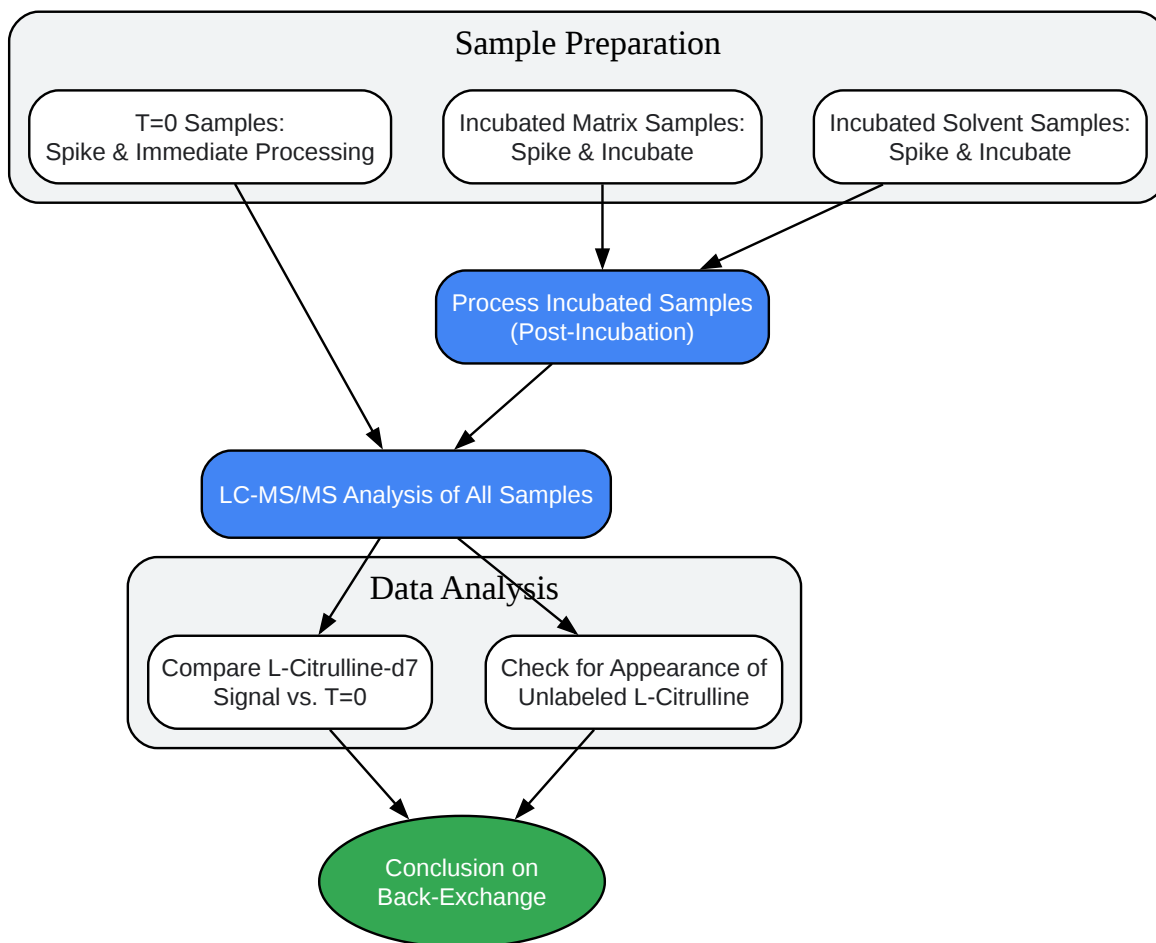 Sample Preparation
T=0 Samples:
Spike & Immediate Processing
Incubated Matrix Samples:
Spike & Incubate
Incubated Solvent Samples:
Spike & Incubate
Process Incubated Samples
(Post-Incubation)
LC-MS/MS Analysis of All Samples
Data Analysis
Compare L-Citrulline-d7
Signal vs. T=0
Check for Appearance of
Unlabeled L-Citrulline
Conclusion on
Back-Exchange